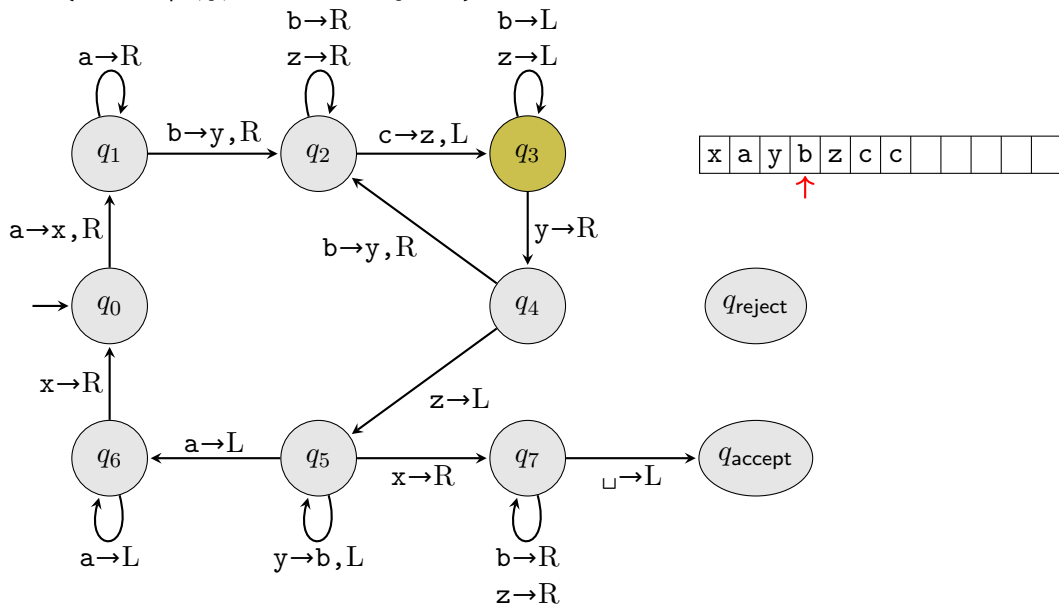 b→R b→L
a→R z→R z→L
q1 b→y,R q2 c→z,L q3 x a y b z c c
a→x,R b→y,R y→R
q0 q4 qreject
x→R z→L
q6 a→L q5 x→R q7 ␣→L qaccept
a→L y→b,L b→R
z→R